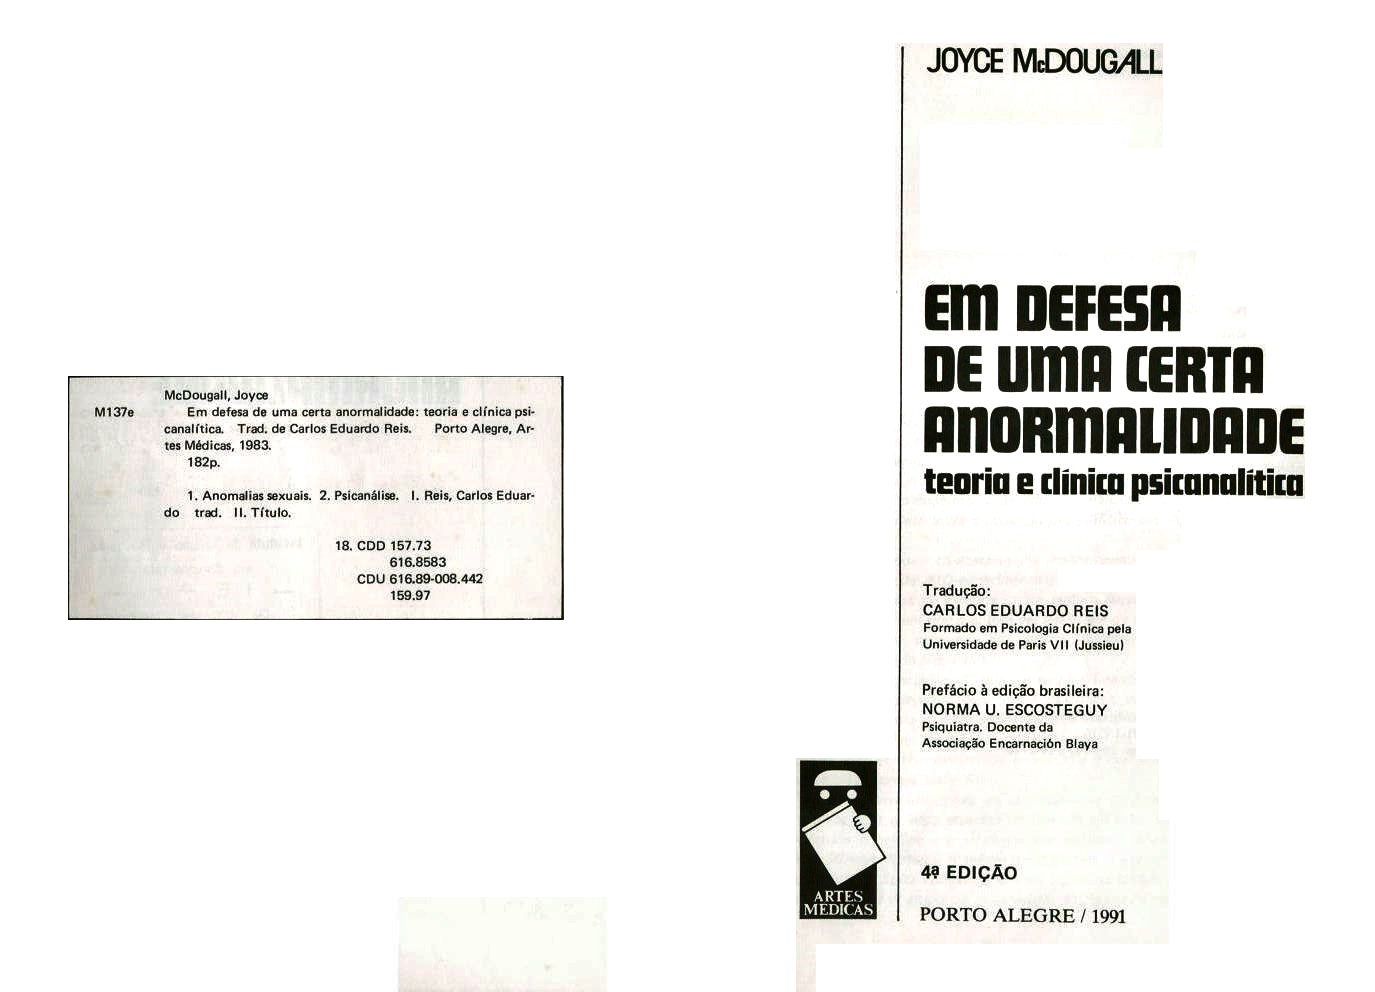 McDougall, Joyce
M137e Em defesa de uma certa anormalidade: teoria e clínica psi-
canalítica. Trad. de Carlos Eduardo Reis. Porto Alegre, Ar-
tes Médicas, 1983.
182p.
1. Anomalias sexuais. 2. Psicanálise. I. Reis, Carlos Eduar-
do trad. II. Título.
18. CDD 157.73
616.8583
CDU 616.89-008.442
159.97
JOYCE McDOUGALL
EM DEFESA
DE UMA CERTA
ANORMALIDADE
teoria e clínica psicanalítica
Tradução:
CARLOS EDUARDO REIS
Formado em Psicologia Clínica pela
Universidade de Paris VII (Jussieu)
Prefácio à edição brasileira:
NORMA U. ESCOSTEGUY
Psiquiatra. Docente da
Associação Encarnación Blaya
4ª EDIÇÃO
PORTO ALEGRE / 1991
ARTES
MÉDICAS